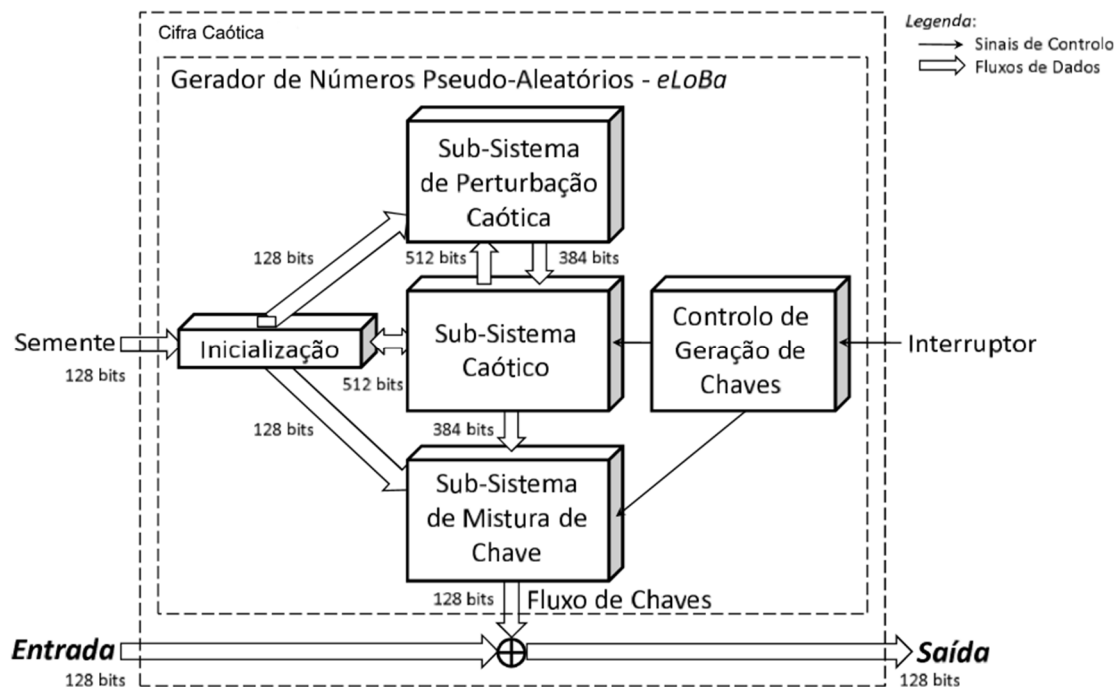 Cifra Caótica
Legenda:
Sinais de Controlo
Fluxos de Dados
Gerador de Números Pseudo-Aleatórios - eLoBa
Sub-Sistema
de Perturbação
Caótica
128 bits
512 bits
384 bits
Semente
128 bits
Inicialização
512 bits
Sub-Sistema
Caótico
Controlo de
Geração de
Chaves
Interruptor
128 bits
384 bits
Sub-Sistema
de Mistura de
Chave
128 bits
Fluxo de Chaves
Entrada
128 bits
Saída
128 bits